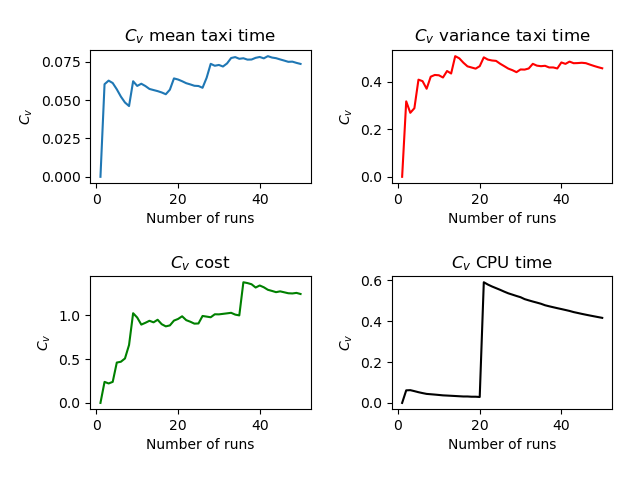 C_v mean taxi time
C_v
0.075
0.050
0.025
0.000
0 20 40
Number of runs
C_v variance taxi time
C_v
0.4
0.2
0.0
0 20 40
Number of runs
C_v cost
C_v
1.0
0.5
0.0
0 20 40
Number of runs
C_v CPU time
C_v
0.6
0.4
0.2
0.0
0 20 40
Number of runs